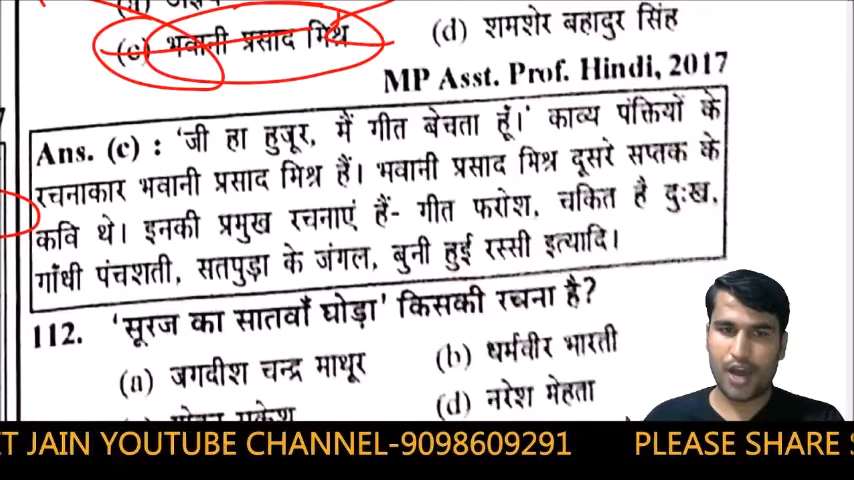 (c) भवानी प्रसाद मिश्र
(d) शमशेर बहादुर सिंह
MP Asst. Prof. Hindi, 2017
Ans. (c) : 'जी हा हुजूर, मैं गीत बेचता हूँ।' काव्य पंक्तियों के
रचनाकार भवानी प्रसाद मिश्र हैं। भवानी प्रसाद मिश्र दूसरे सप्तक के
कवि थे। इनकी प्रमुख रचनाएं हैं- गीत फरोश, चकित है दुःख,
गाँधी पंचशती, सतपुड़ा के जंगल, बुनी हुई रस्सी इत्यादि।
112. 'सूरज का सातवाँ घोड़ा' किसकी रचना है?
(a) जगदीश चन्द्र माथूर
(b) धर्मवीर भारती
(d) नरेश मेहता
JAIN YOUTUBE CHANNEL-9098609291 PLEASE SHARE